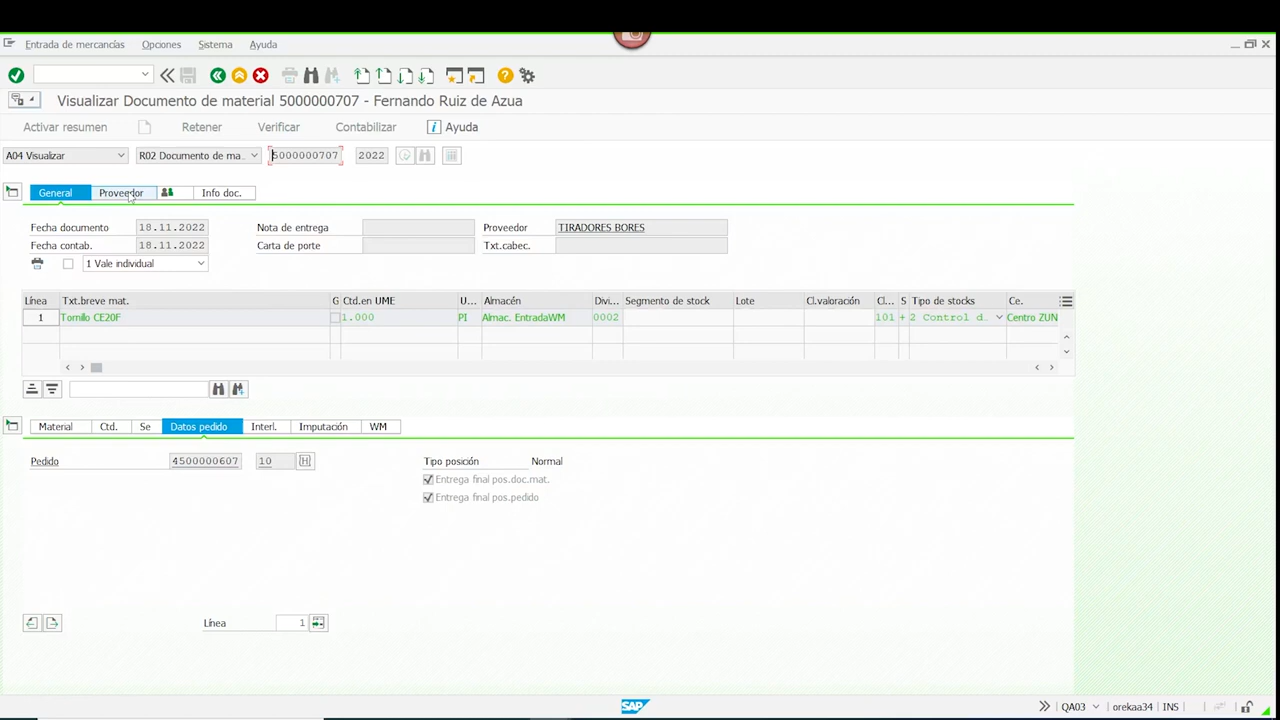 Entrada de mercancías Opciones Sistema Ayuda
Visualizar Documento de material 5000000707 - Fernando Ruiz de Azua
Activar resumen Retener Verificar Contabilizar Ayuda
A04 Visualizar R02 Documento de ma... 5000000707 2022
General Proveedor Info doc.
Fecha documento 18.11.2022 Nota de entrega Proveedor TIRADORES BORES
Fecha contab. 18.11.2022 Carta de porte Txt.cabec.
1 Vale individual
Línea Txt.breve mat. G Ctd.en UME U... Almacén Divi... Segmento de stock Lote Cl.valoración Cl... S Tipo de stocks Ce.
1 Tornillo CE20F 1.000 PI Almac. EntradaWM 0002 101 + 2 Control d… Centro ZUN
Material Ctd. Se Datos pedido Interl. Imputación WM
Pedido 4500000607 10 Tipo posición Normal
Entrega final pos.doc.mat.
Entrega final pos.pedido
Línea 1
SAP QA03 orekaa34 INS